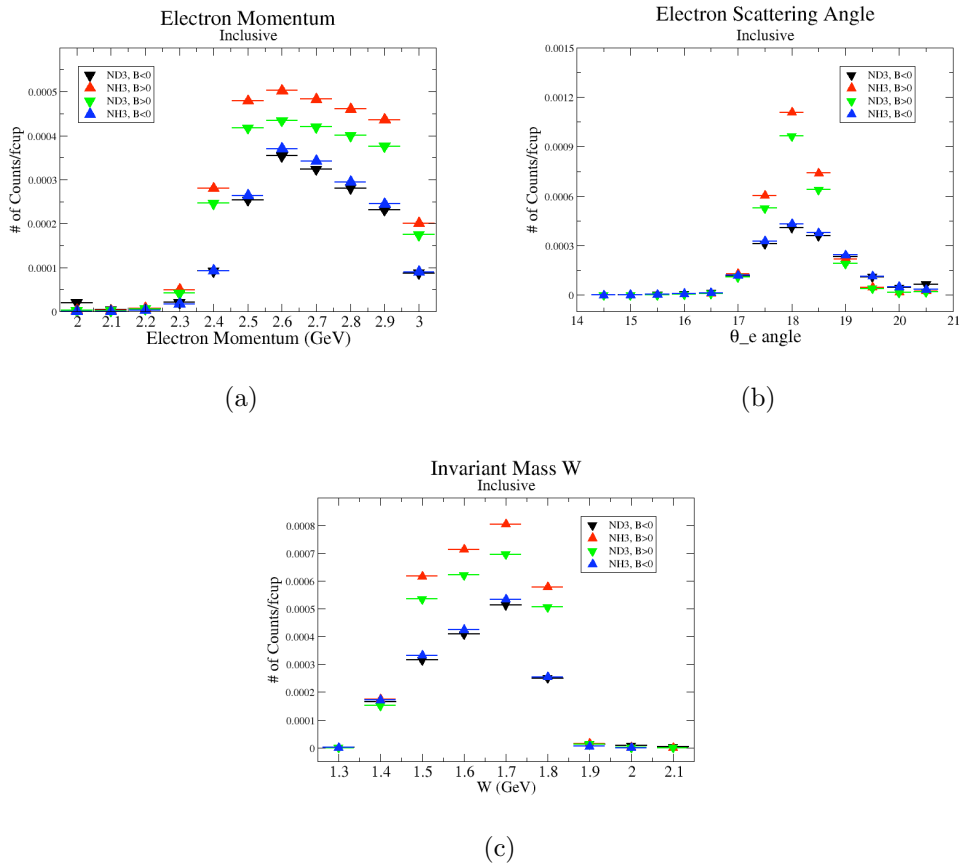 Electron Momentum
Inclusive
ND3, B<0
NH3, B>0
ND3, B>0
NH3, B<0
# of Counts/fcup
0.0005
0.0004
0.0003
0.0002
0.0001
0
2 2.1 2.2 2.3 2.4 2.5 2.6 2.7 2.8 2.9 3
Electron Momentum (GeV)
(a)
Electron Scattering Angle
Inclusive
ND3, B<0
NH3, B>0
ND3, B>0
NH3, B<0
# of Counts/fcup
0.0015
0.0012
0.0009
0.0006
0.0003
0
14 15 16 17 18 19 20 21
θ_e angle
(b)
Invariant Mass W
Inclusive
ND3, B<0
NH3, B>0
ND3, B>0
NH3, B<0
# of Counts/fcup
0.0008
0.0007
0.0006
0.0005
0.0004
0.0003
0.0002
0.0001
0
1.3 1.4 1.5 1.6 1.7 1.8 1.9 2 2.1
W (GeV)
(c)